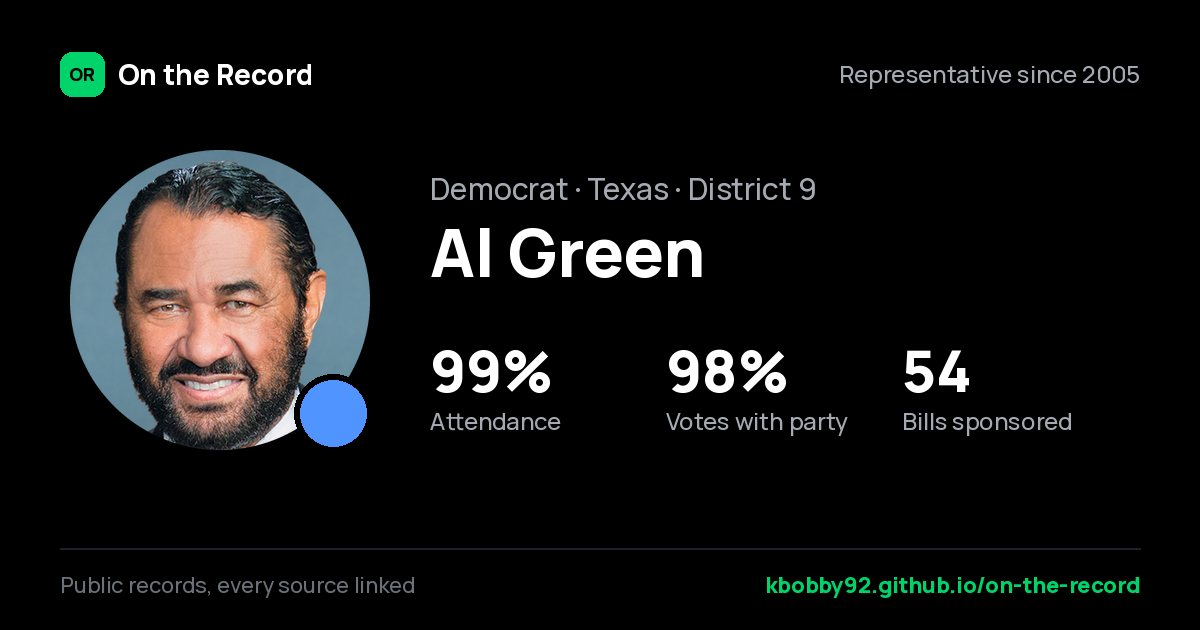 OR On the Record
Representative since 2005
Democrat · Texas · District 9
Al Green
99% 98% 54
Attendance Votes with party Bills sponsored
Public records, every source linked
kbobby92.github.io/on-the-record